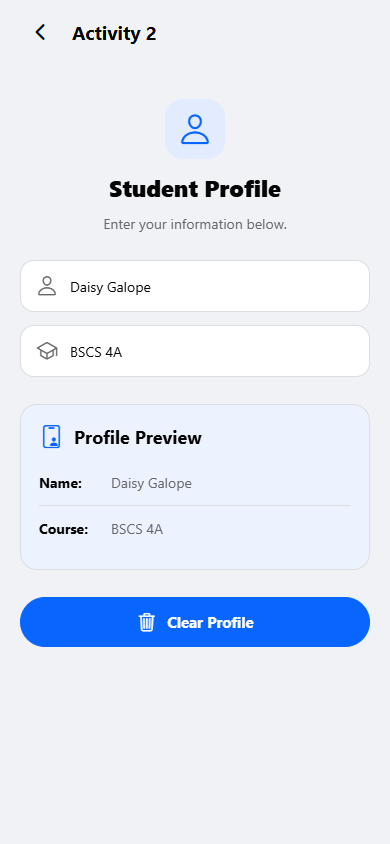 Activity 2
Student Profile
Enter your information below.
Daisy Galope
BSCS 4A
Profile Preview
Name: Daisy Galope
Course: BSCS 4A
Clear Profile